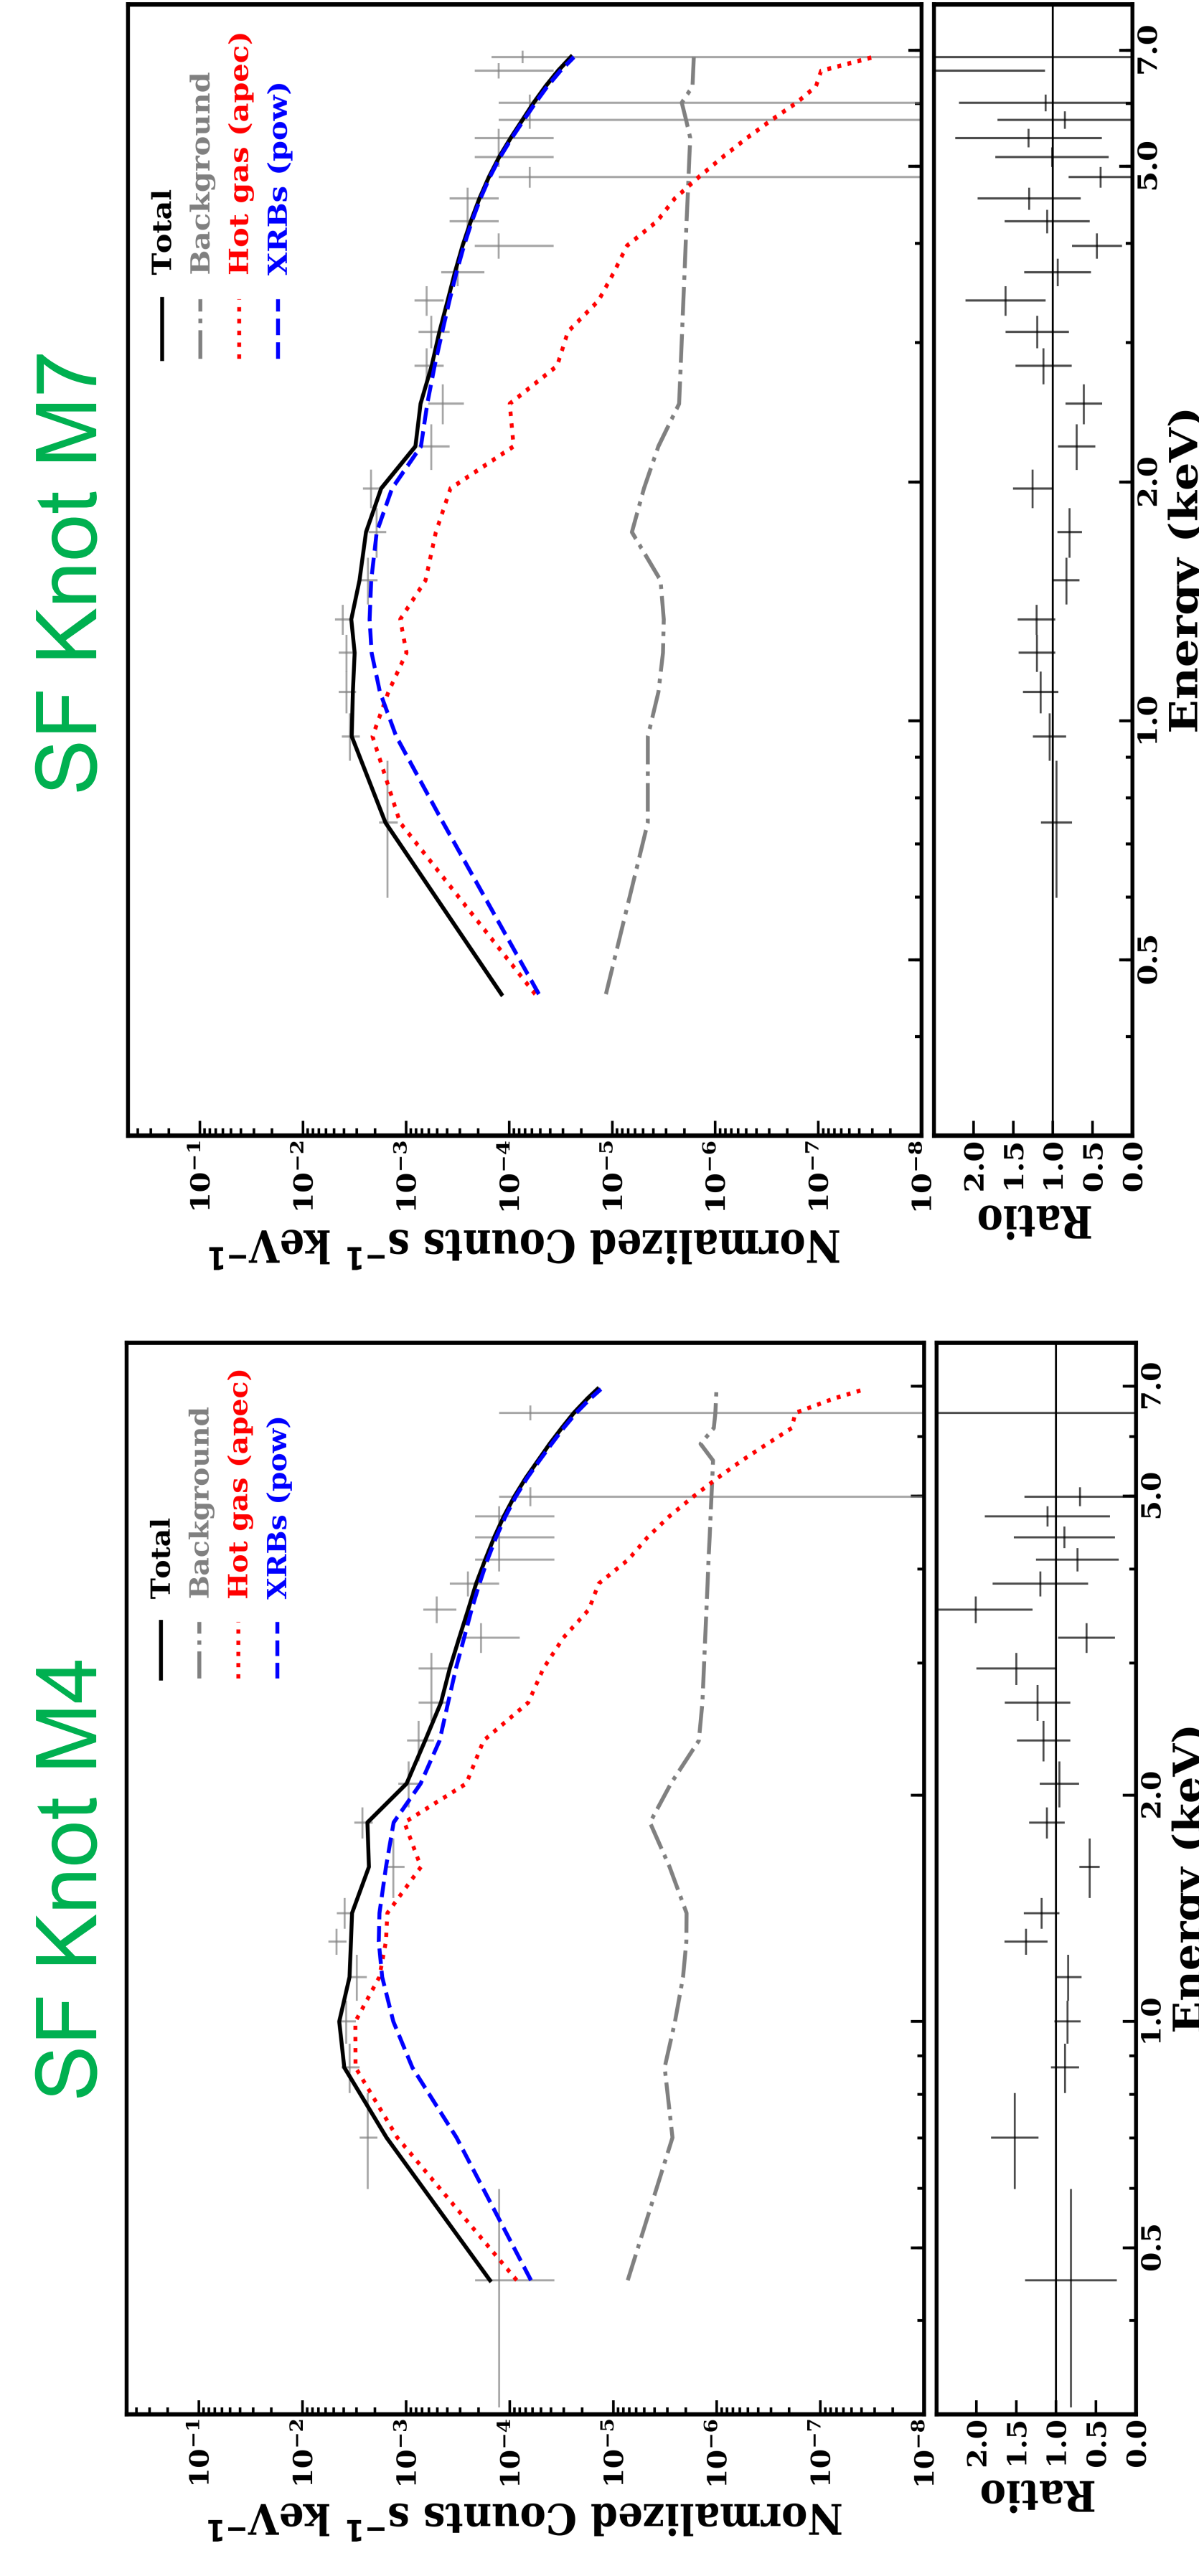 SF Knot M4
Total
Background
Hot gas (apec)
XRBs (pow)
Normalized Counts s⁻¹ keV⁻¹
10⁻¹
10⁻²
10⁻³
10⁻⁴
10⁻⁵
10⁻⁶
10⁻⁷
10⁻⁸
Ratio
2.0
1.5
1.0
0.5
0.0
0.5 1.0 2.0 5.0 7.0
Energy (keV)
SF Knot M7
Total
Background
Hot gas (apec)
XRBs (pow)
Normalized Counts s⁻¹ keV⁻¹
10⁻¹
10⁻²
10⁻³
10⁻⁴
10⁻⁵
10⁻⁶
10⁻⁷
10⁻⁸
Ratio
2.0
1.5
1.0
0.5
0.0
0.5 1.0 2.0 5.0 7.0
Energy (keV)